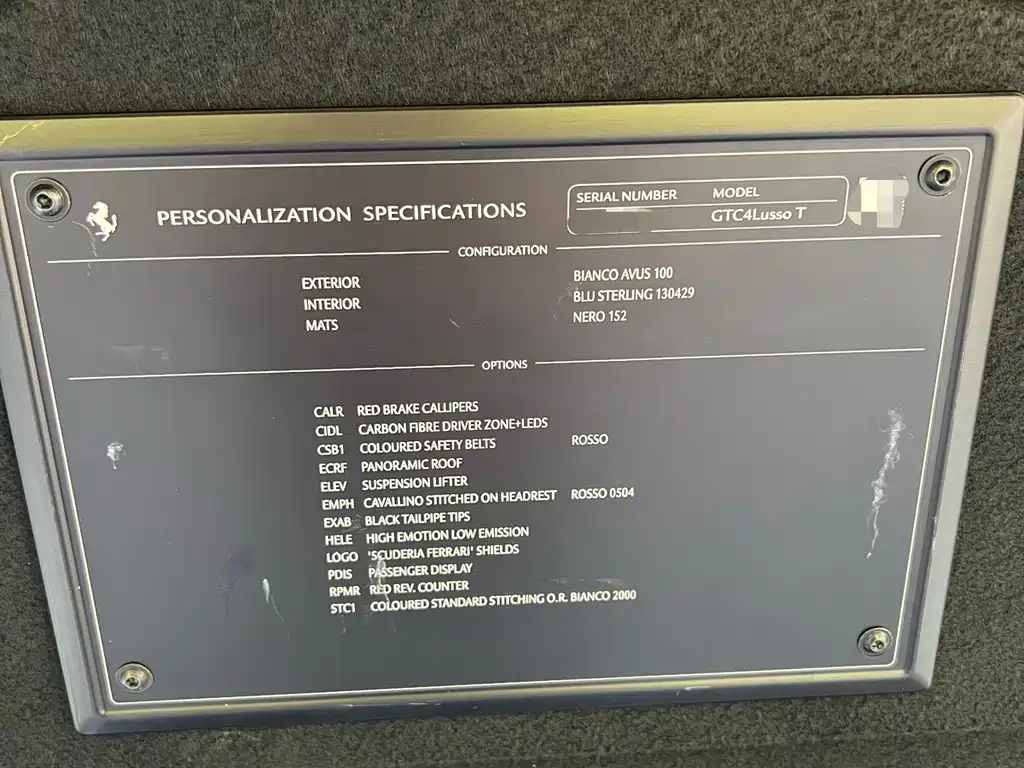 PERSONALIZATION SPECIFICATIONS
SERIAL NUMBER MODEL
GTC4Lusso T
CONFIGURATION
EXTERIOR BIANCO AVUS 100
INTERIOR BLU STERLING 130429
MATS NERO 152
OPTIONS
CALR RED BRAKE CALLIPERS
CIDL CARBON FIBRE DRIVER ZONE+LEDS
CSB1 COLOURED SAFETY BELTS ROSSO
ECRF PANORAMIC ROOF
ELEV SUSPENSION LIFTER
EMPH CAVALLINO STITCHED ON HEADREST ROSSO 0504
EXAB BLACK TAILPIPE TIPS
HELE HIGH EMOTION LOW EMISSION
LOGO 'SCUDERIA FERRARI' SHIELDS
PDIS PASSENGER DISPLAY
RPMR RED REV. COUNTER
STC1 COLOURED STANDARD STITCHING O.R. BIANCO 2000